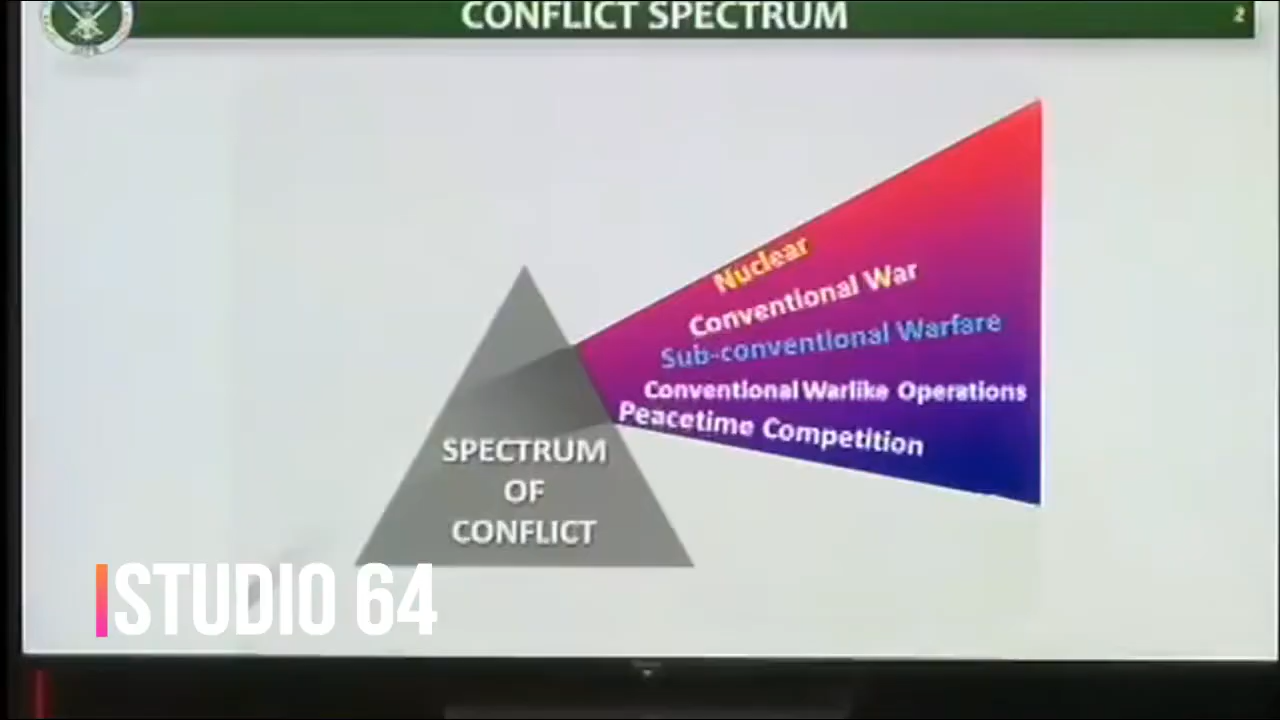 CONFLICT SPECTRUM
2
Nuclear
Conventional War
Sub-conventional Warfare
Conventional Warlike Operations
Peacetime Competition
SPECTRUM
OF
CONFLICT
STUDIO 64